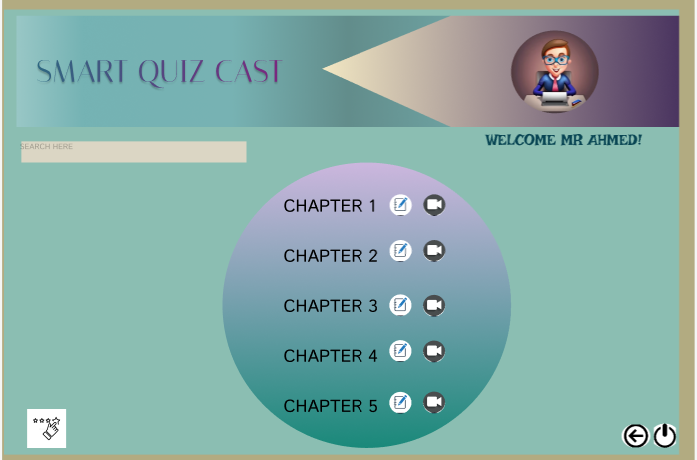 SMART QUIZ CAST
WELCOME MR AHMED!
SEARCH HERE
CHAPTER 1
CHAPTER 2
CHAPTER 3
CHAPTER 4
CHAPTER 5